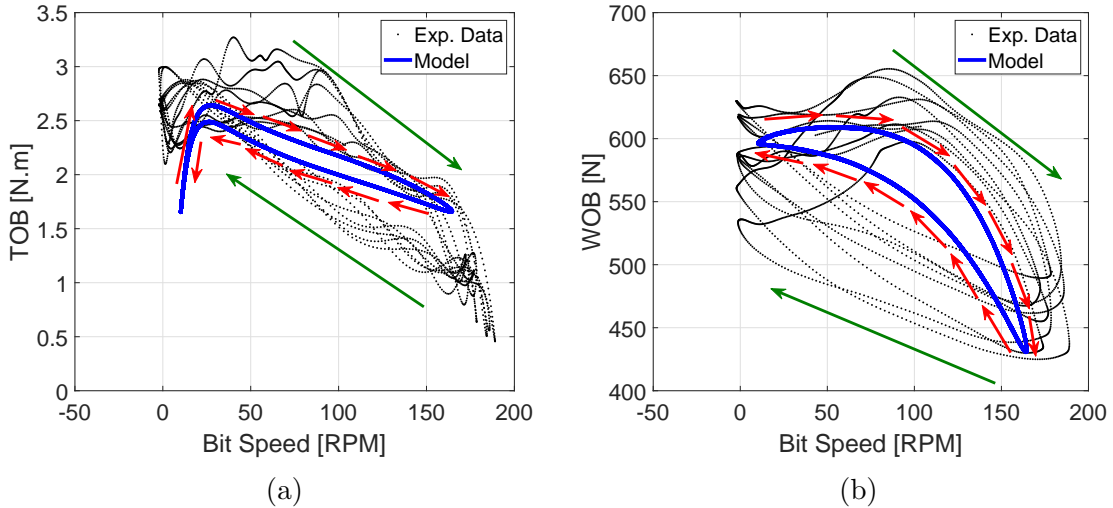 3.5
3
2.5
2
1.5
1
0.5
0
TOB [N.m]
-50 0 50 100 150 200
Bit Speed [RPM]
Exp. Data
Model
(a)
700
650
600
550
500
450
400
WOB [N]
-50 0 50 100 150 200
Bit Speed [RPM]
Exp. Data
Model
(b)